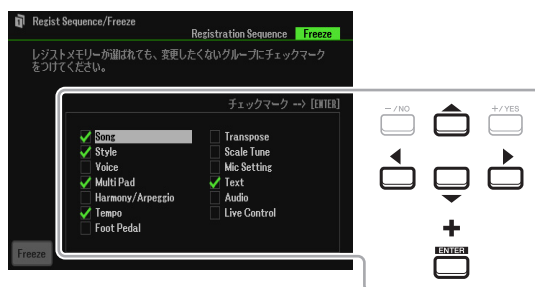 Regist Sequence/Freeze
Registration Sequence Freeze
レジストメモリーが選ばれても、変更したくないグループにチェックマーク
をつけてください。
チェックマーク --> [ENTER]
Song
Style
Voice
Multi Pad
Harmony/Arpeggio
Tempo
Foot Pedal
Transpose
Scale Tune
Mic Setting
Text
Audio
Live Control
Freeze
-/NO
+/YES
+
ENTER